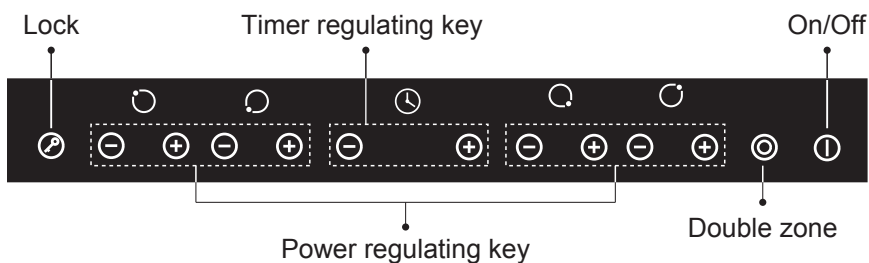 Lock
Timer regulating key
On/Off
Double zone
Power regulating key